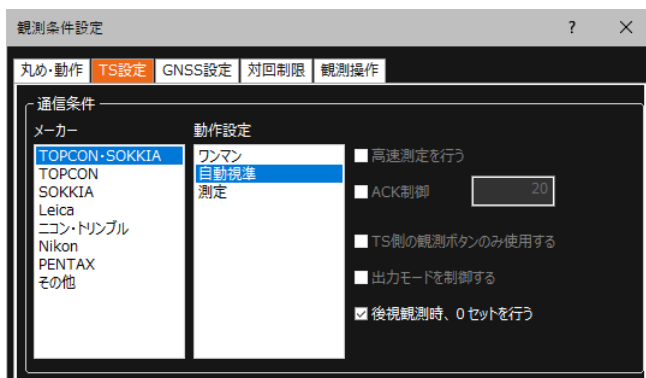 観測条件設定 ? ×
丸め・動作 TS設定 GNSS設定 対回制限 観測操作
通信条件
メーカー
TOPCON・SOKKIA
TOPCON
SOKKIA
Leica
ニコン・トリンブル
Nikon
PENTAX
その他
動作設定
ワンマン
自動視準
測定
高速測定を行う
ACK制御 20
TS側の観測ボタンのみ使用する
出力モードを制御する
後視観測時、0セットを行う